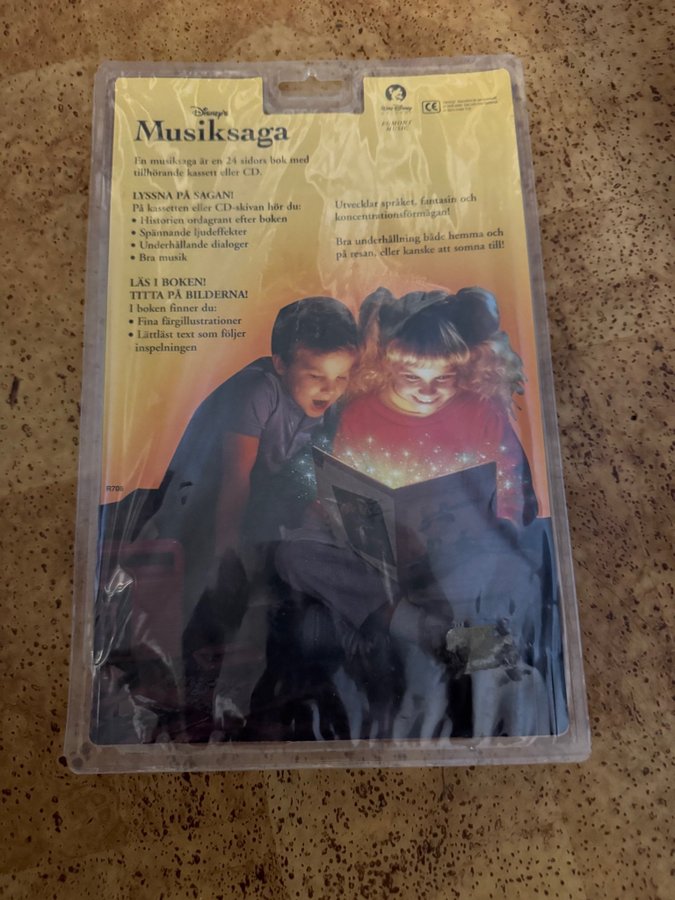 Disney's
Musiksaga
En musiksaga är en 24 sidors bok med
tillhörande kassett eller CD.
LYSSNA PÅ SAGAN!
På kassetten eller CD-skivan hör du:
• Historien ordagrant efter boken
• Spännande ljudeffekter
• Underhållande dialoger
• Bra musik
LÄS I BOKEN!
TITTA PÅ BILDERNA!
I boken finner du:
• Fina färgillustrationer
• Lättläst text som följer
inspelningen
Walt Disney
EGMONT
MUSIC
CE
Utvecklar språket, fantasin och
koncentrationsförmågan!
Bra underhållning både hemma och
på resan, eller kanske att somna till!
R706